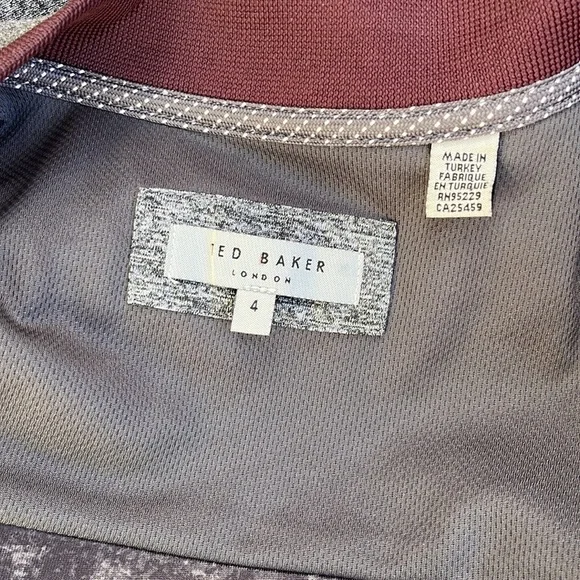 TED BAKER
LONDON
4
MADE IN
TURKEY
FABRIQUE
EN TURQUIE
RN95229
CA25459